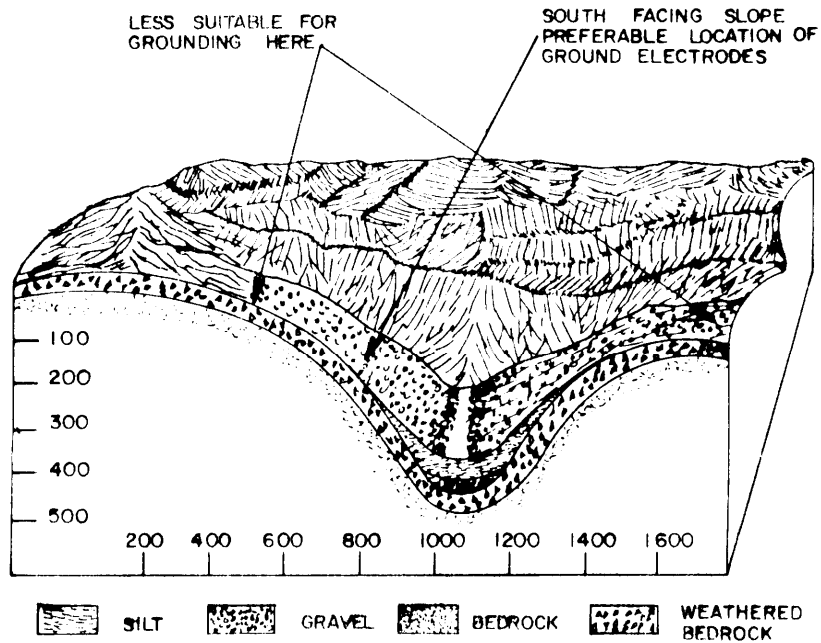 LESS SUITABLE FOR
GROUNDING HERE
SOUTH FACING SLOPE
PREFERABLE LOCATION OF
GROUND ELECTRODES
100
200
300
400
500
200 400 600 800 1000 1200 1400 1600
SILT GRAVEL BEDROCK WEATHERED
BEDROCK